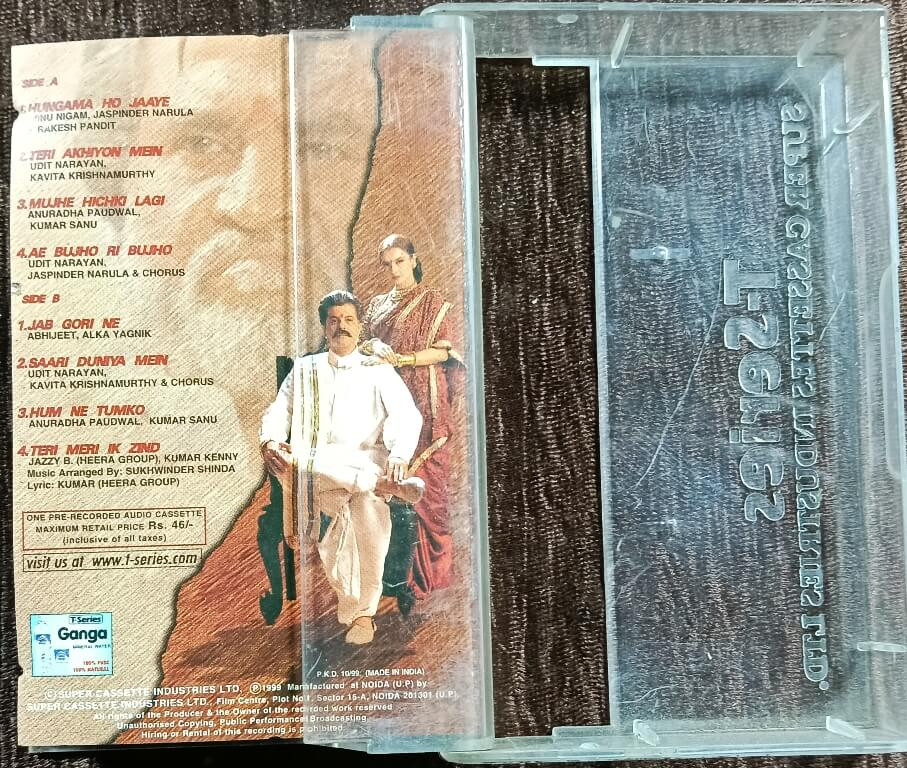 SIDE A
HUNGAMA HO JAAYE
NIGAM, JASPINDER NARULA
RAKESH PANDIT
2.TERI AKHIYON MEIN
UDIT NARAYAN,
KAVITA KRISHNAMURTHY
3.MUJHE HICHKI LAGI
ANURADHA PAUDWAL,
KUMAR SANU
4.AE BUJHO RI BUJHO
UDIT NARAYAN,
JASPINDER NARULA & CHORUS
SIDE B
1.JAB GORI NE
ABHIJEET, ALKA YAGNIK
2.SAARI DUNIYA MEIN
UDIT NARAYAN,
KAVITA KRISHNAMURTHY & CHORUS
3.HUM NE TUMKO
ANURADHA PAUDWAL, KUMAR SANU
4.TERI MERI IK ZIND
JAZZY B. (HEERA GROUP), KUMAR KENNY
Music Arranged By: SUKHWINDER SHINDA
Lyric: KUMAR (HEERA GROUP)
ONE PRE-RECORDED AUDIO CASSETTE
MAXIMUM RETAIL PRICE Rs. 46/-
(inclusive of all taxes)
visit us at www.t-series.com
T-Series
Ganga
MINERAL WATER
100% PURE
100% NATURAL
P.K.D. 10/99. (MADE IN INDIA)
© SUPER CASSETTE INDUSTRIES LTD. ℗ 1999 Manufactured at NOIDA (U.P) by
SUPER CASSETTE INDUSTRIES LTD., Film Centre, Plot No.1, Sector 16-A, NOIDA 201301 (U.P)
All rights of the Producer & the Owner of the recorded work reserved
Unauthorised Copying, Public Performance Broadcasting,
Hiring or Rental of this recording is prohibited
SUPER CASSETTES INDUSTRIES LTD.
T-Series